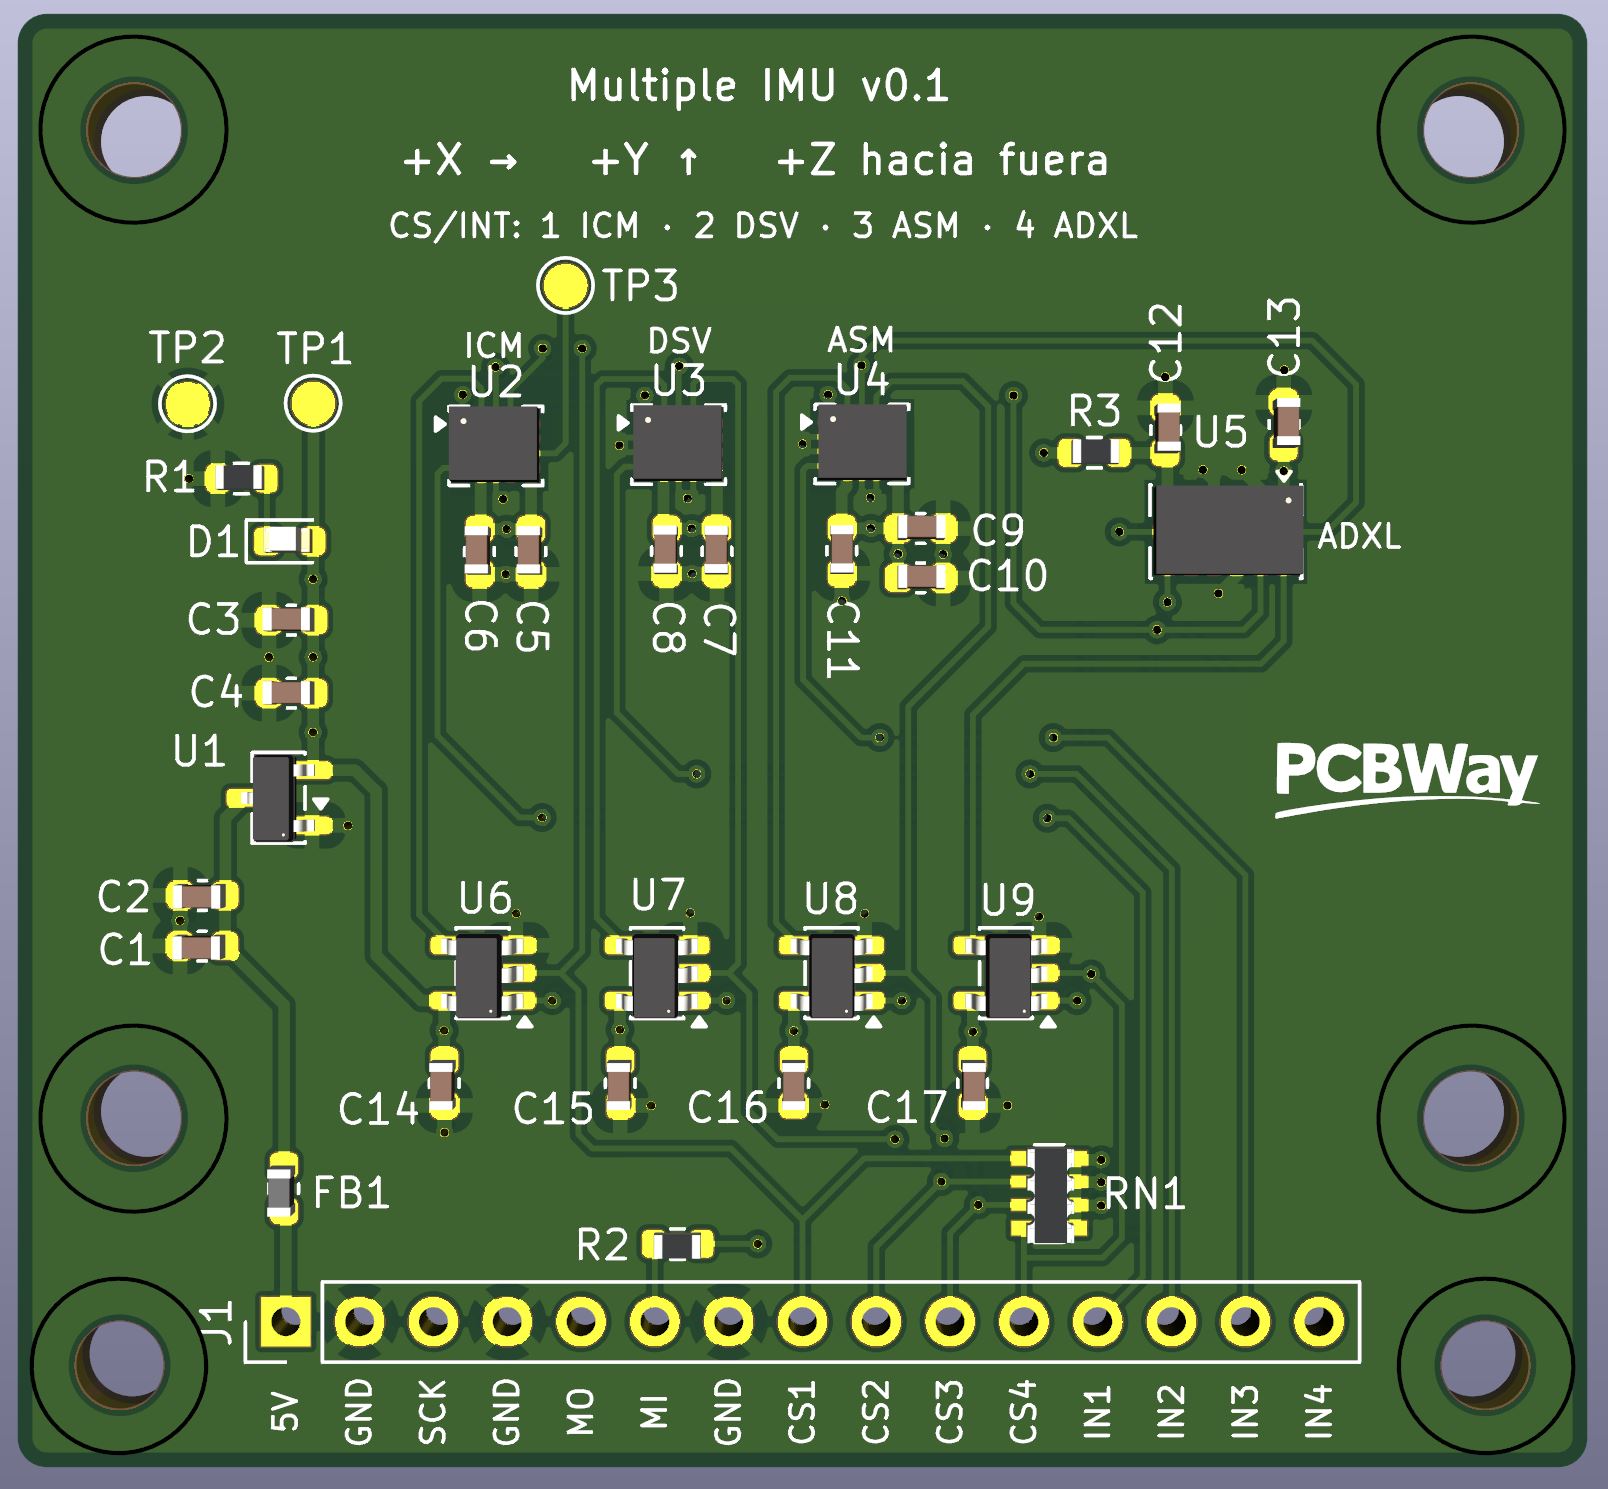 Multiple IMU v0.1
+X → +Y ↑ +Z hacia fuera
CS/INT: 1 ICM · 2 DSV · 3 ASM · 4 ADXL
TP3
TP2
TP1
ICM
U2
DSV
U3
ASM
U4
C12
C13
R3
U5
R1
D1
ADXL
C9
C10
C6
C5
C8
C7
C11
C3
C4
U1
PCBWay
C2
C1
U6
U7
U8
U9
C14
C15
C16
C17
FB1
RN1
R2
J1
5V
GND
SCK
GND
MO
MI
GND
CS1
CS2
CS3
CS4
IN1
IN2
IN3
IN4